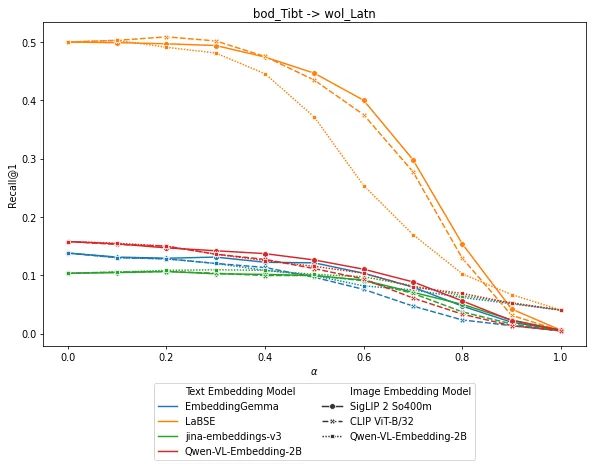 bod_Tibt -> wol_Latn
Recall@1
0.5
0.4
0.3
0.2
0.1
0.0
0.0 0.2 0.4 0.6 0.8 1.0
α
Text Embedding Model Image Embedding Model
EmbeddingGemma SigLIP 2 So400m
LaBSE CLIP ViT-B/32
jina-embeddings-v3 Qwen-VL-Embedding-2B
Qwen-VL-Embedding-2B